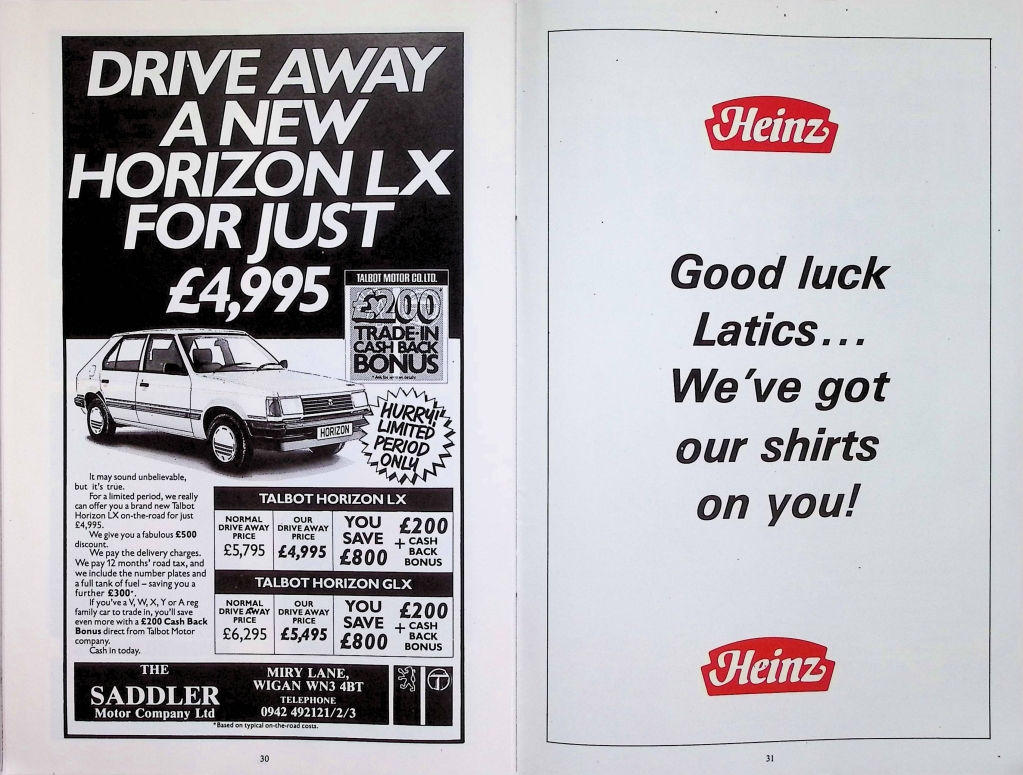 DRIVE AWAY
A NEW
HORIZON LX
FOR JUST
£4,995
TALBOT MOTOR CO. LTD.
£200
TRADE-IN
CASH BACK
BONUS
HORIZON
HURRY!
LIMITED
PERIOD
ONLY
It may sound unbelievable,
but it's true.
For a limited period, we really
can offer you a brand new Talbot
Horizon LX on-the-road for just
£4,995.
We give you a fabulous £500
discount.
We pay the delivery charges.
We pay 12 months' road tax, and
we include the number plates and
a full tank of fuel – saving you a
further £300*.
If you've a V, W, X, Y or A reg
family car to trade in, you'll save
even more with a £200 Cash Back
Bonus direct from Talbot Motor
company.
Cash in today.
TALBOT HORIZON LX
NORMAL
DRIVE AWAY
PRICE
£5,795
OUR
DRIVE AWAY
PRICE
£4,995
YOU
SAVE
£800
£200
+ CASH
BACK
BONUS
TALBOT HORIZON GLX
NORMAL
DRIVE AWAY
PRICE
£6,295
OUR
DRIVE AWAY
PRICE
£5,495
YOU
SAVE
£800
£200
+ CASH
BACK
BONUS
THE
SADDLER
Motor Company Ltd
MIRY LANE,
WIGAN WN3 4BT
TELEPHONE
0942 492121/2/3
*Based on typical on-the-road costs.
30
Heinz
Good luck
Latics...
We've got
our shirts
on you!
Heinz
31